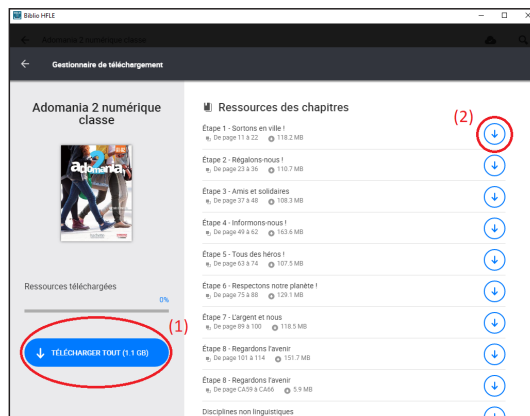 Biblio HFLE
Adomania 2 numérique classe
Gestionnaire de téléchargement
Adomania 2 numérique
classe
adomania
2
hachette
Ressources téléchargées
0%
(1)
TÉLÉCHARGER TOUT (1.1 GB)
Ressources des chapitres
(2)
Étape 1 - Sortons en ville !
De page 11 à 22 118.2 MB
Étape 2 - Régalons-nous !
De page 23 à 36 110.7 MB
Étape 3 - Amis et solidaires
De page 37 à 48 108.3 MB
Étape 4 - Informons-nous !
De page 49 à 62 163.6 MB
Étape 5 - Tous des héros !
De page 63 à 74 107.5 MB
Étape 6 - Respectons notre planète !
De page 75 à 88 129.1 MB
Étape 7 - L'argent et nous
De page 89 à 100 118.5 MB
Étape 8 - Regardons l'avenir
De page 101 à 114 151.7 MB
Étape 8 - Regardons l'avenir
De page CA59 à CA66 5.9 MB
Disciplines non linguistiques